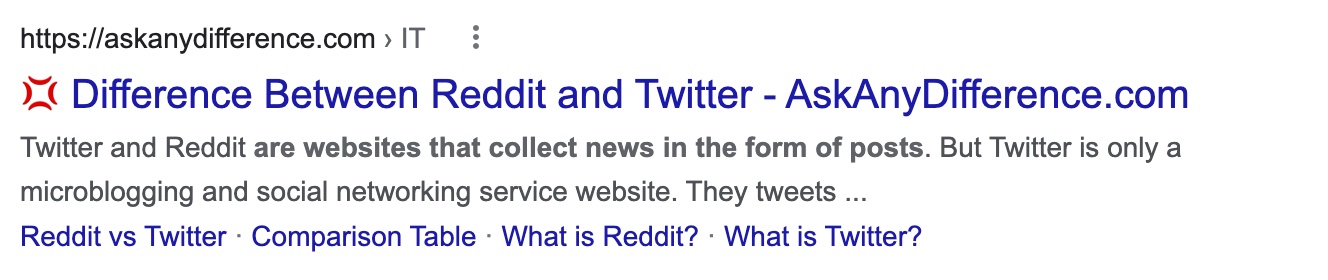 https://askanydifference.com › IT
💢 Difference Between Reddit and Twitter - AskAnyDifference.com
Twitter and Reddit are websites that collect news in the form of posts. But Twitter is only a
microblogging and social networking service website. They tweets ...
Reddit vs Twitter · Comparison Table · What is Reddit? · What is Twitter?